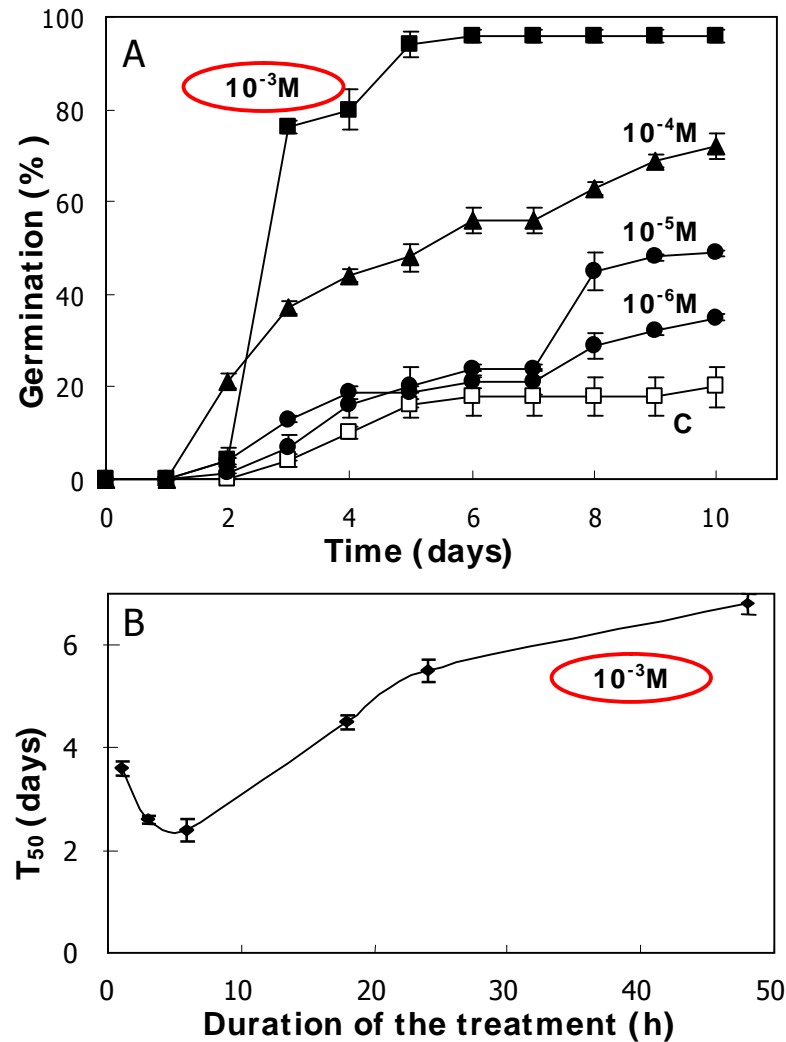 A
100
80
60
40
20
0
Germination (%)
10⁻³M
10⁻⁴M
10⁻⁵M
10⁻⁶M
C
0 2 4 6 8 10
Time (days)
B
6
4
2
0
T₅₀ (days)
10⁻³M
0 10 20 30 40 50
Duration of the treatment (h)